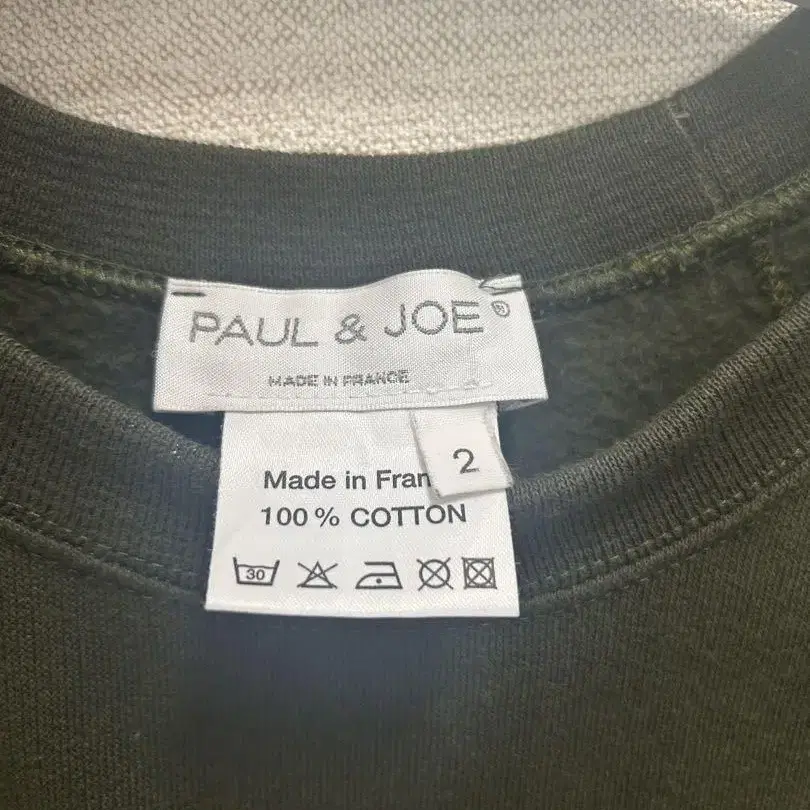 PAUL & JOE®
MADE IN FRANCE
2
Made in Fran
100 % COTTON
30